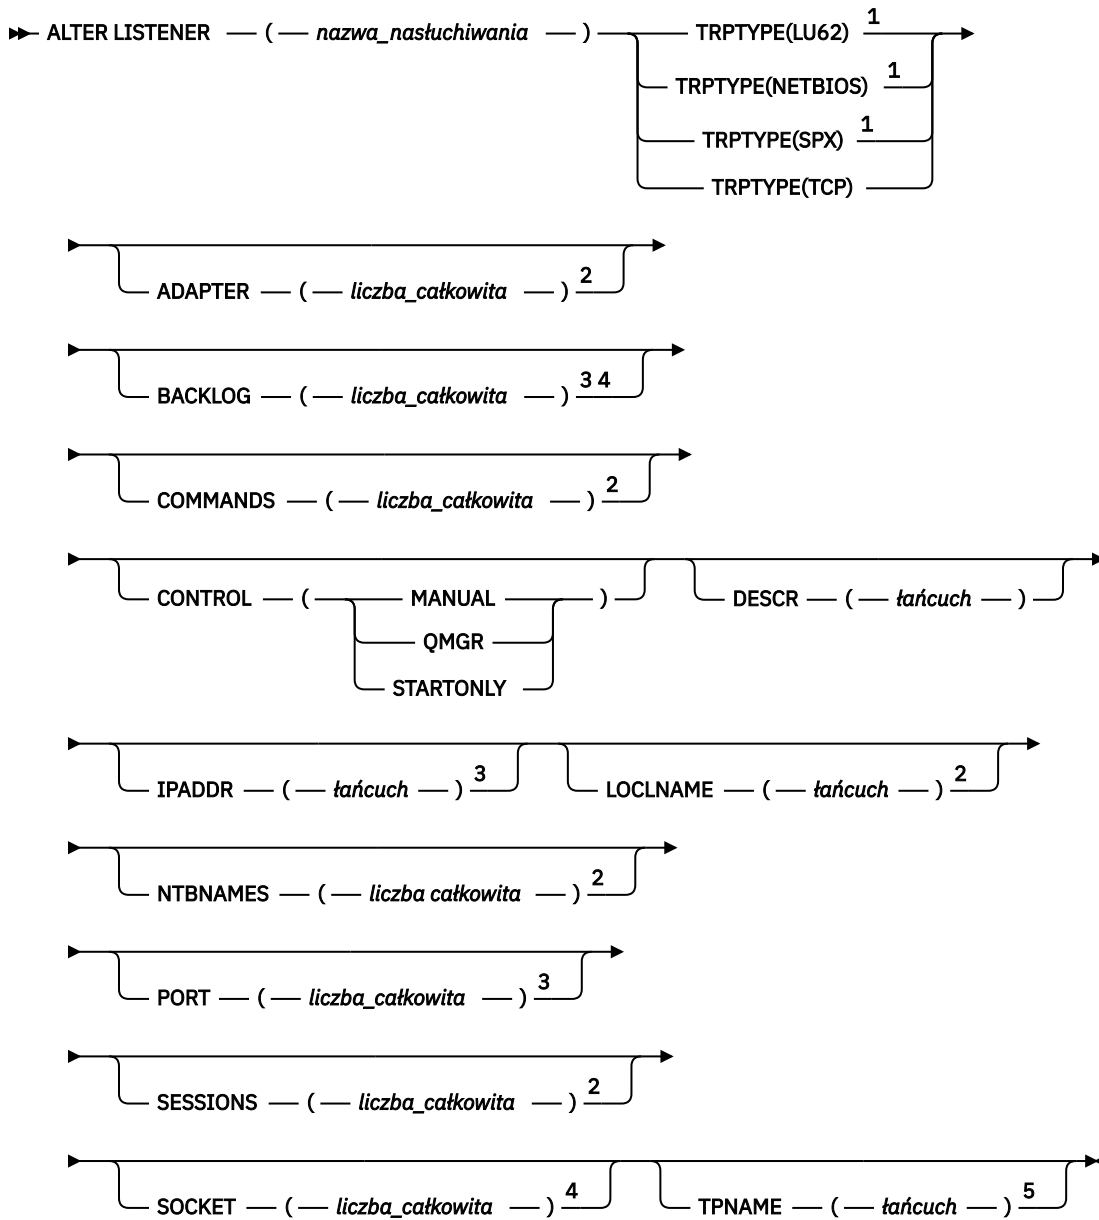 ALTER LISTENER ( nazwa_nasłuchiwania ) TRPTYPE(LU62) 1
TRPTYPE(NETBIOS) 1
TRPTYPE(SPX) 1
TRPTYPE(TCP)
ADAPTER ( liczba_całkowita ) 2
BACKLOG ( liczba_całkowita ) 3 4
COMMANDS ( liczba_całkowita ) 2
CONTROL ( MANUAL ) DESCR ( łańcuch )
QMGR
STARTONLY
IPADDR ( łańcuch ) 3 LOCLNAME ( łańcuch ) 2
NTBNAMES ( liczba całkowita ) 2
PORT ( liczba_całkowita ) 3
SESSIONS ( liczba_całkowita ) 2
SOCKET ( liczba_całkowita ) 4 TPNAME ( łańcuch ) 5